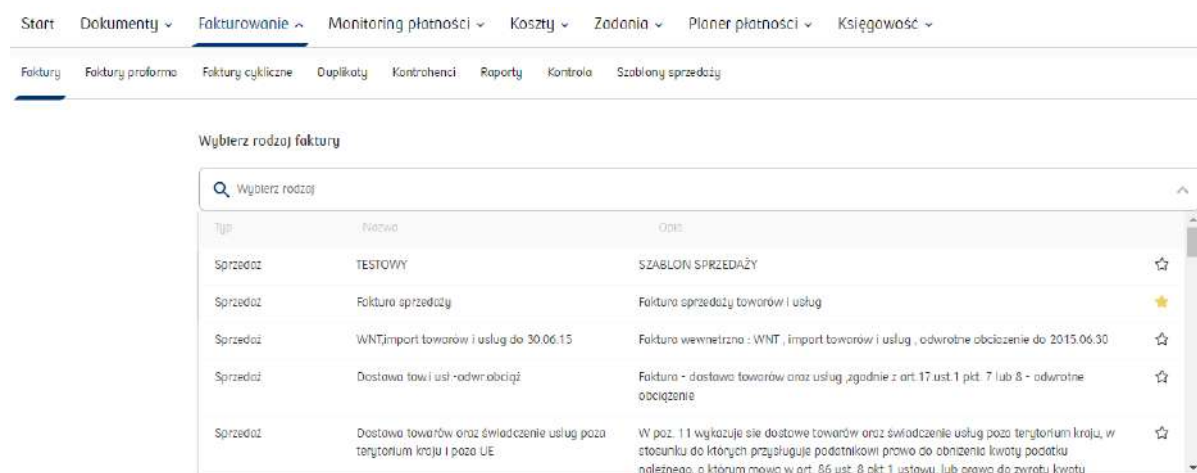 Start Dokumenty Fakturowanie Monitoring płatności Koszty Zadania Planer płatności Księgowość
Faktury Faktury proforma Faktury cykliczne Duplikaty Kontrahenci Raporty Kontrola Szablony sprzedaży
Wybierz rodzaj faktury
Wybierz rodzaj
Typ Nazwa Opis
Sprzedaż TESTOWY SZABLON SPRZEDAŻY
Sprzedaż Faktura sprzedaży Faktura sprzedaży towarów i usług
Sprzedaż WNT,import towarów i usług do 30.06.15 Faktura wewnetrzna : WNT , import towarów i usług , odwrotne obciazenie do 2015.06.30
Sprzedaż Dostawa tow.i usł.-odwr.obciąż Faktura - dostawa towarów oraz usług ,zgodnie z art.17.ust.1 pkt. 7 lub 8 - odwrotne
obciążenie
Sprzedaż Dostawa towarów oraz świadczenie usług poza W poz. 11 wykazuje sie dostawe towarów oraz świadczenie usług poza terytorium kraju, w
terytorium kraju i poza UE stosunku do których przysługuje podatnikowi prawo do obniżenia kwoty podatku
należnego, o którym mowa w art. 86 ust. 8 pkt 1 ustawy, lub prawo do zwrotu kwoty